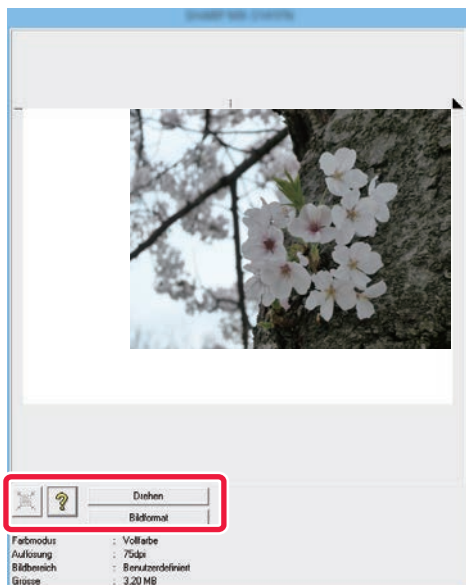 ?
Drehen
Bildformat
Farbmodus : Vollfarbe
Auflösung : 75dpi
Bildbereich : Benutzerdefiniert
Grösse : 3.20 MB